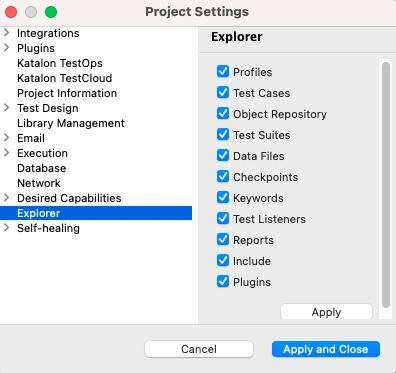 Project Settings
Integrations
Plugins
Katalon TestOps
Katalon TestCloud
Project Information
Test Design
Library Management
Email
Execution
Database
Network
Desired Capabilities
Explorer
Self-healing
Explorer
Profiles
Test Cases
Object Repository
Test Suites
Data Files
Checkpoints
Keywords
Test Listeners
Reports
Include
Plugins
Apply
Cancel
Apply and Close